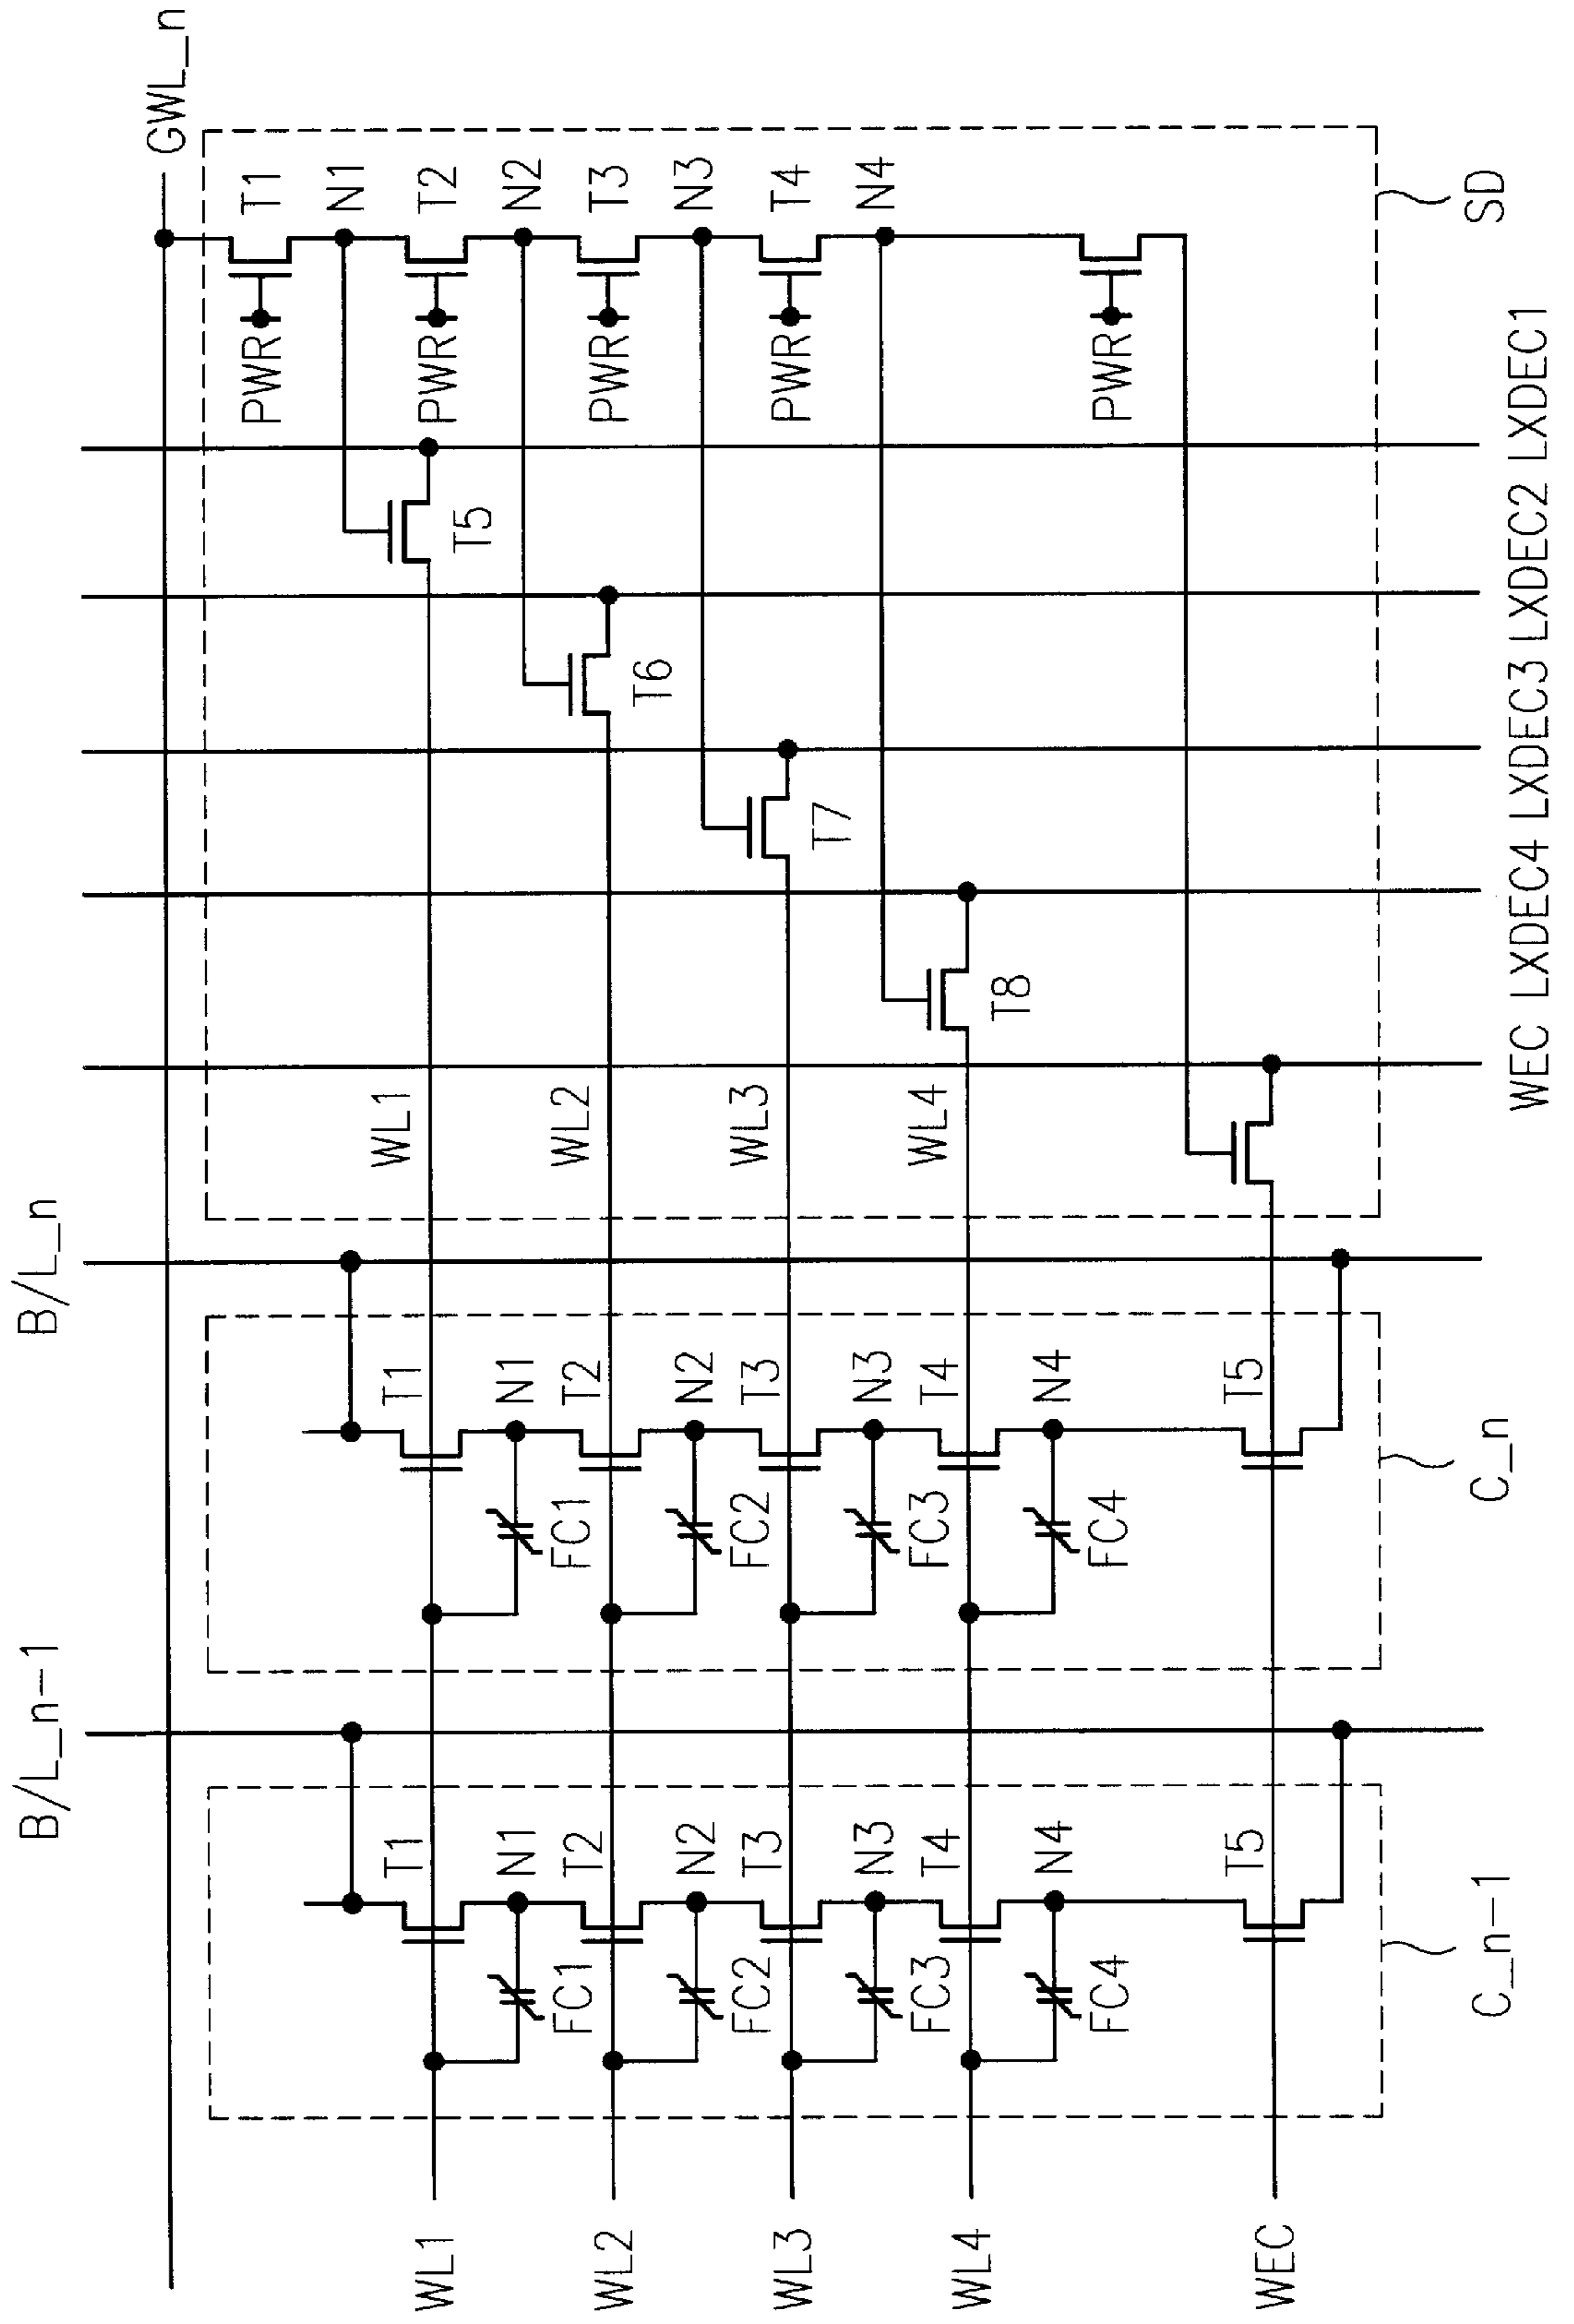 GWL_n
T1
N1
T2
N2
T3
N3
T4
N4
PWR
PWR
PWR
PWR
PWR
SD
T5
T6
T7
T8
WEC LXDEC4 LXDEC3 LXDEC2 LXDEC1
WL1
WL2
WL3
WL4
B/L_n
T1
N1
T2
N2
T3
N3
T4
N4
T5
FC1
FC2
FC3
FC4
C_n
B/L_n-1
T1
N1
T2
N2
T3
N3
T4
N4
T5
FC1
FC2
FC3
FC4
C_n-1
WL1
WL2
WL3
WL4
WEC